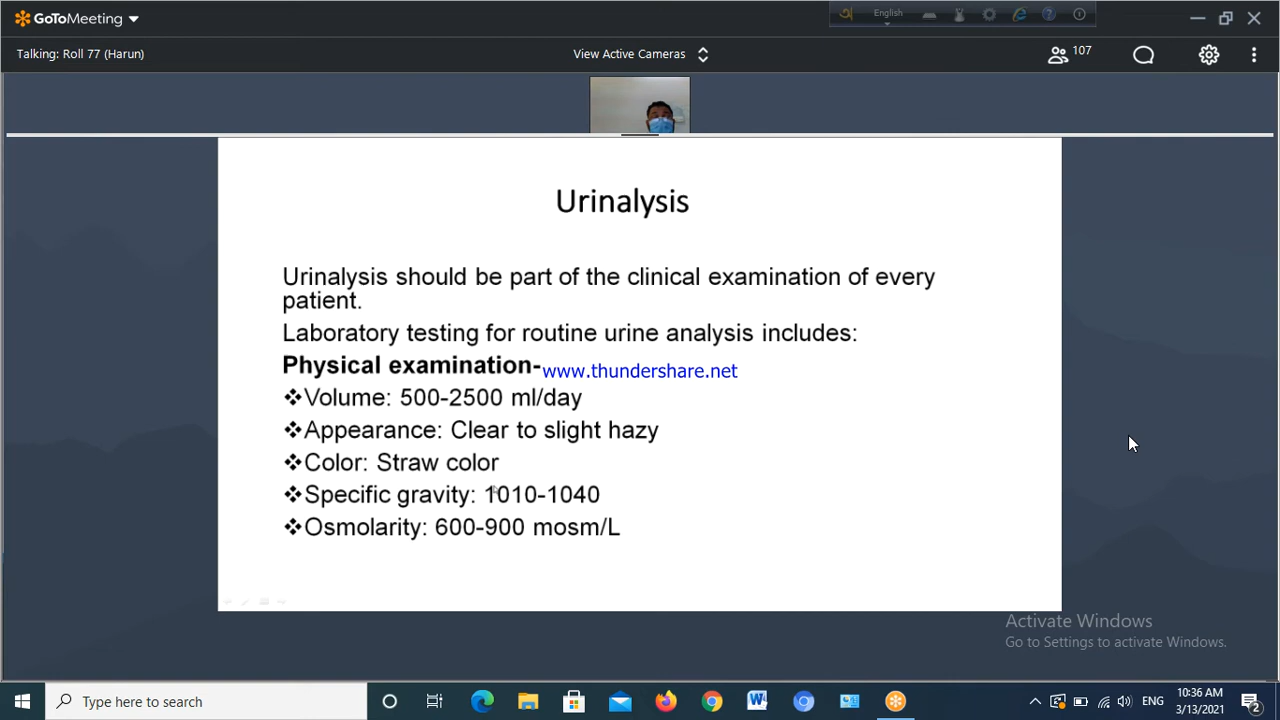 GoToMeeting
English
Talking: Roll 77 (Harun)
View Active Cameras
107
Urinalysis
Urinalysis should be part of the clinical examination of every
patient.
Laboratory testing for routine urine analysis includes:
Physical examination-
www.thundershare.net
❖Volume: 500-2500 ml/day
❖Appearance: Clear to slight hazy
❖Color: Straw color
❖Specific gravity: 1010-1040
❖Osmolarity: 600-900 mosm/L
Activate Windows
Go to Settings to activate Windows.
Type here to search
ENG
10:36 AM
3/13/2021
2